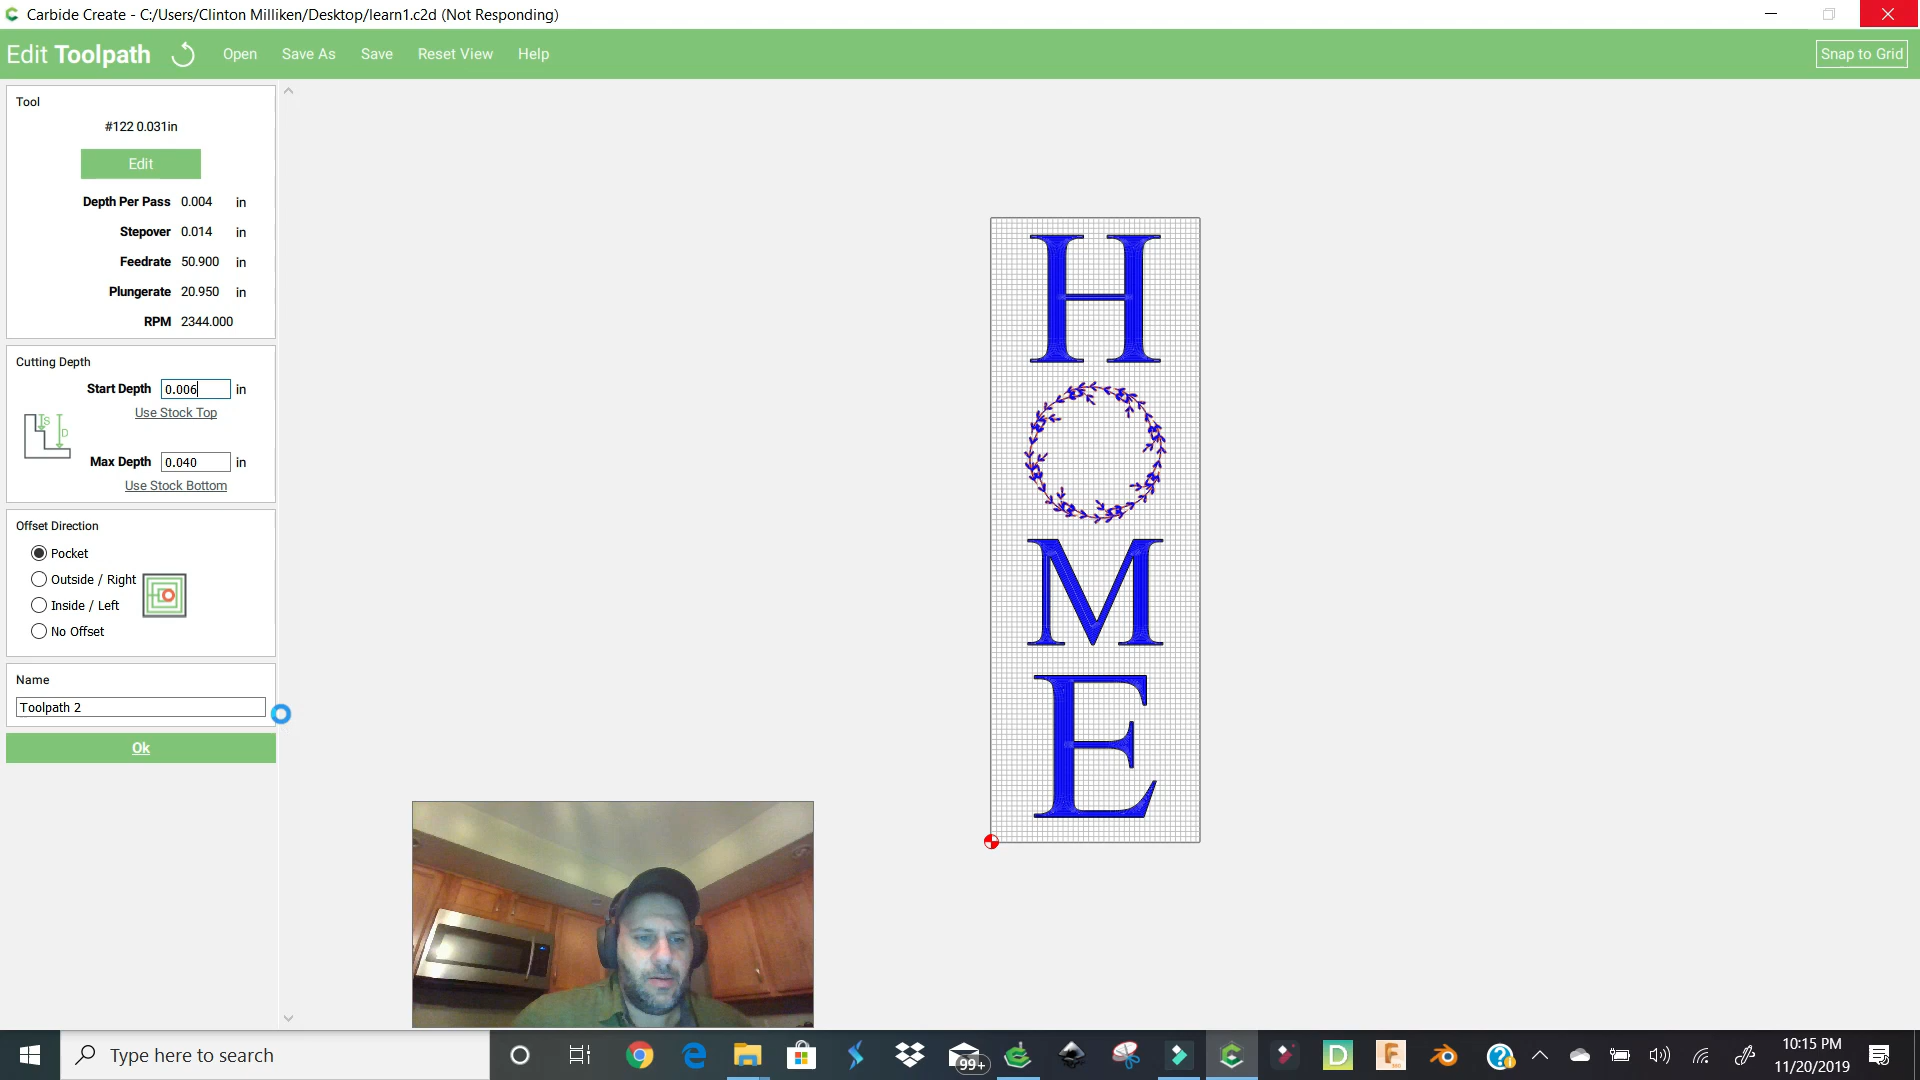 Carbide Create - C:/Users/Clinton Milliken/Desktop/learn1.c2d (Not Responding)
Edit Toolpath Open Save As Save Reset View Help Snap to Grid
Tool
#122 0.031in
Edit
Depth Per Pass 0.004 in
Stepover 0.014 in
Feedrate 50.900 in
Plungerate 20.950 in
RPM 2344.000
Cutting Depth
Start Depth 0.006 in
Use Stock Top
S
D
Max Depth 0.040 in
Use Stock Bottom
Offset Direction
Pocket
Outside / Right
Inside / Left
No Offset
Name
Toolpath 2
Ok
H
M
E
Type here to search
99+
D
F
10:15 PM
11/20/2019